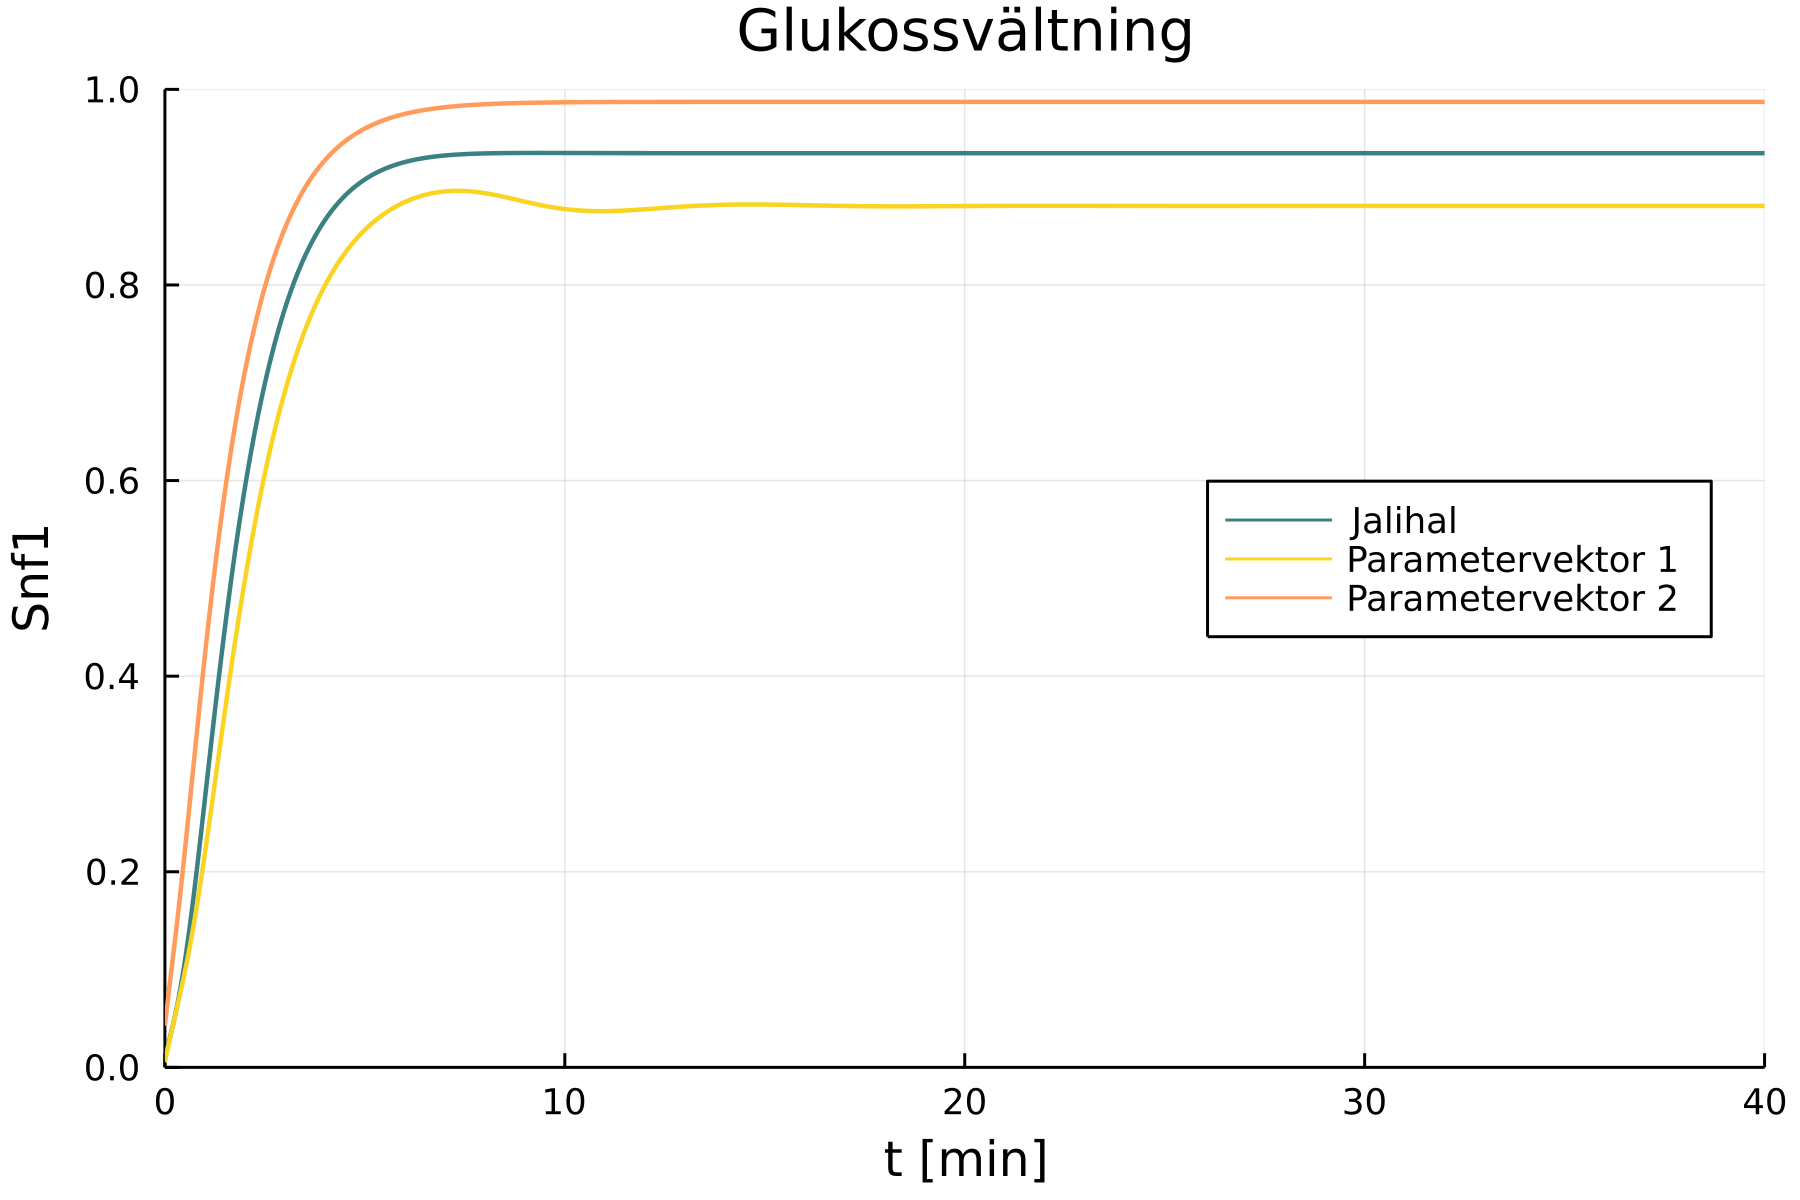 Glukossvältning
1.0
0.8
0.6
0.4
0.2
0.0
Snf1
Jalihal
Parametervektor 1
Parametervektor 2
0 10 20 30 40
t [min]